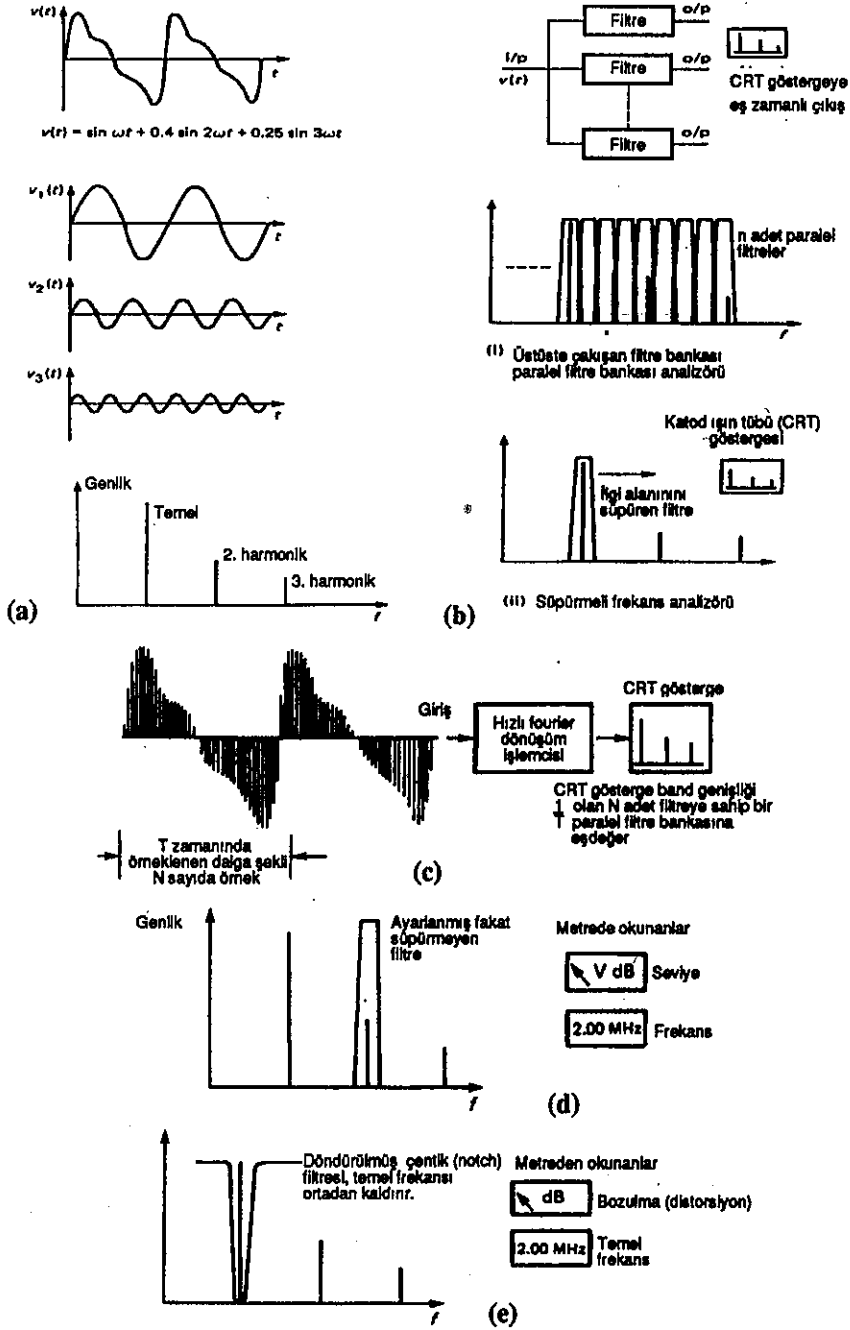 v(t)
t
v(t) = sin ωt + 0.4 sin 2ωt + 0.25 sin 3ωt
v₁(t)
t
v₂(t)
t
v₃(t)
t
Genlik
Temel
2. harmonik
3. harmonik
f
(a)
i/p
v(t)
Filtre
o/p
Filtre
o/p
Filtre
o/p
CRT göstergeye
eş zamanlı çıkış
n adet paralel
filtreler
f
(i) Üstüste çakışan filtre bankası
paralel filtre bankası analizörü
Katod ışın tübü (CRT)
göstergesi
İlgi alanınını
süpüren filtre
(ii) Süpürmeli frekans analizörü
(b)
Giriş
Hızlı fourier
dönüşüm
işlemcisi
CRT gösterge
CRT gösterge band genişliği
1/T olan N adet filtreye sahip bir
paralel filtre bankasına
eşdeğer
T zamanında
örneklenen dalga şekli
N sayıda örnek
(c)
Genlik
Ayarlanmış fakat
süpürmeyen
filtre
f
Metrede okunanlar
V dB Seviye
2.00 MHz Frekans
(d)
Döndürülmüş çentik (notch)
filtresi, temel frekansı
ortadan kaldırır.
f
Metreden okunanlar
dB Bozulma (distorsiyon)
2.00 MHz Temel
frekans
(e)